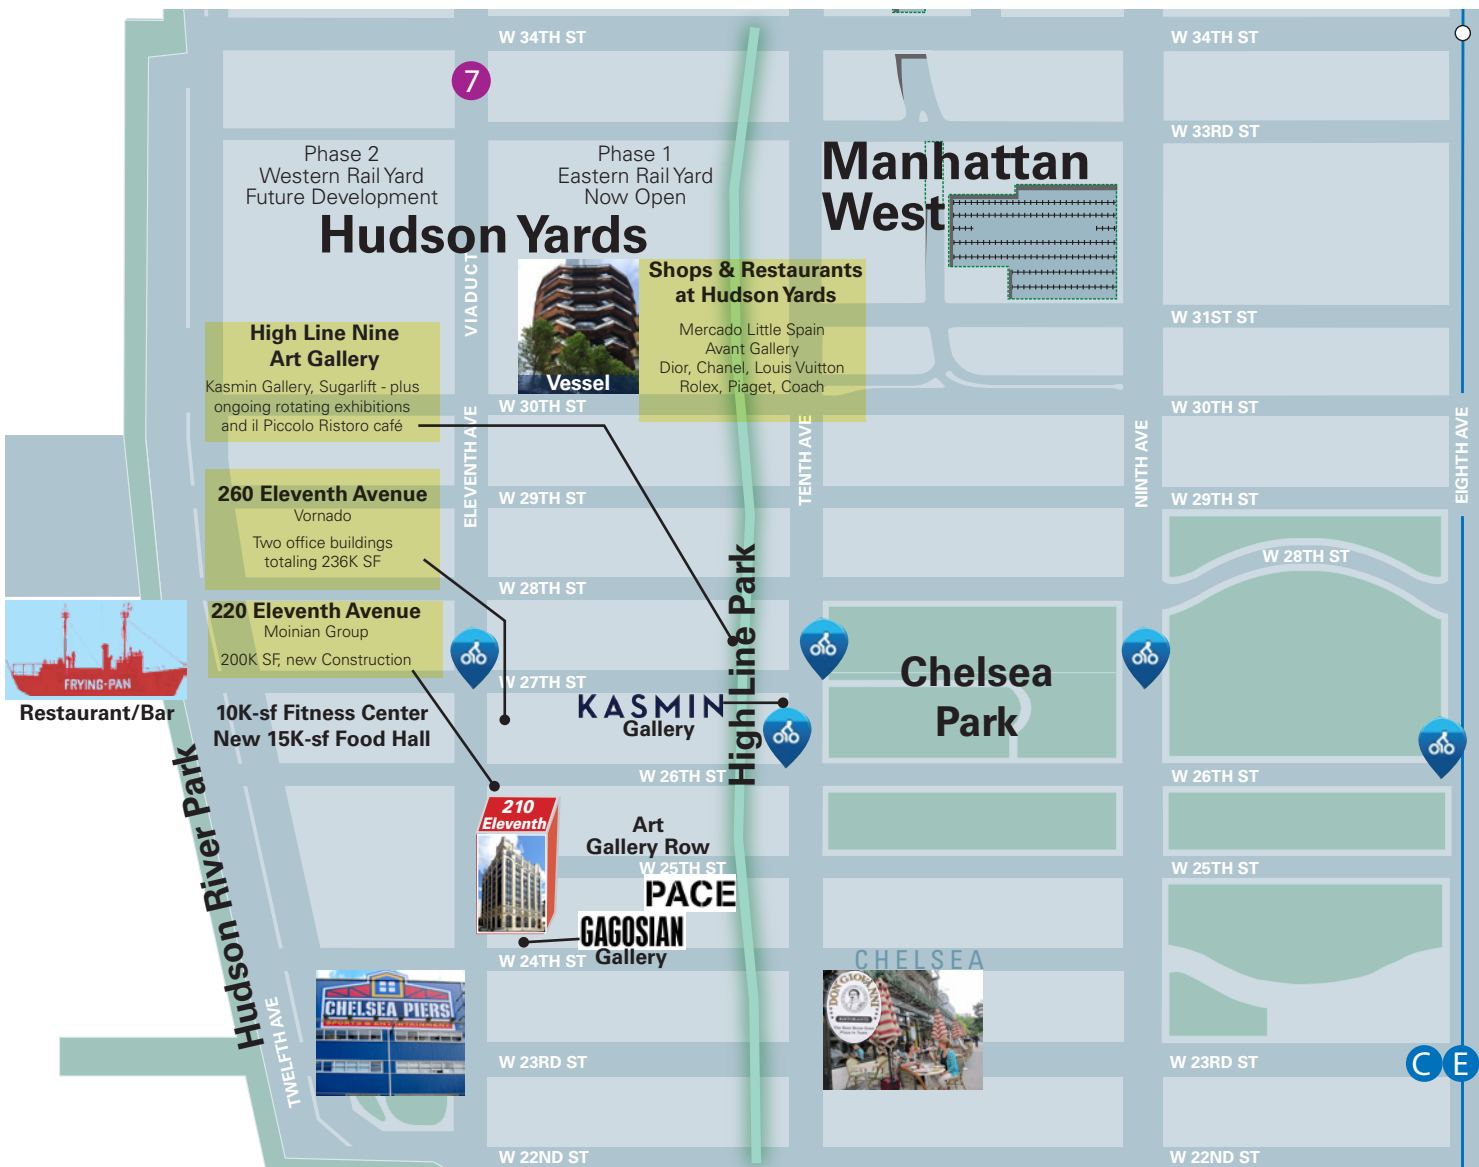 W 34TH ST
W 34TH ST
7
W 33RD ST
Phase 2
Western Rail Yard
Future Development
Phase 1
Eastern Rail Yard
Now Open
Hudson Yards
Manhattan
West
VIADUCT
Vessel
Shops & Restaurants
at Hudson Yards
Mercado Little Spain
Avant Gallery
Dior, Chanel, Louis Vuitton
Rolex, Piaget, Coach
W 31ST ST
High Line Nine
Art Gallery
Kasmin Gallery, Sugarlift - plus
ongoing rotating exhibitions
and il Piccolo Ristoro café
W 30TH ST
W 30TH ST
ELEVENTH AVE
TENTH AVE
NINTH AVE
EIGHTH AVE
260 Eleventh Avenue
Vornado
Two office buildings
totaling 236K SF
W 29TH ST
W 29TH ST
W 28TH ST
W 28TH ST
High Line Park
220 Eleventh Avenue
Moinian Group
200K SF, new Construction
FRYING-PAN
Restaurant/Bar
W 27TH ST
Chelsea
Park
10K-sf Fitness Center
New 15K-sf Food Hall
KASMIN
Gallery
W 26TH ST
W 26TH ST
Hudson River Park
210
Eleventh
Art
Gallery Row
W 25TH ST
W 25TH ST
PACE
GAGOSIAN
Gallery
W 24TH ST
CHELSEA
TWELFTH AVE
CHELSEA PIERS
SPORTS & ENTERTAINMENT
DON GIOVANNI
W 23RD ST
W 23RD ST
C E
W 22ND ST
W 22ND ST